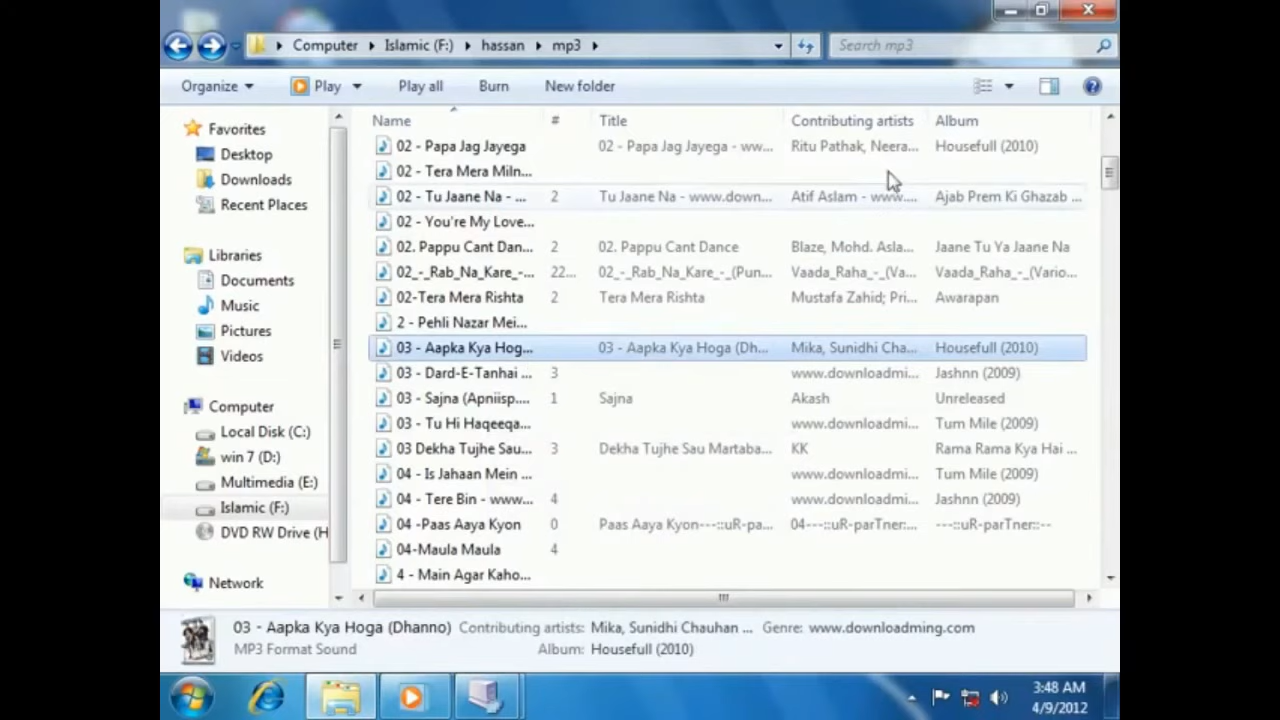 Computer Islamic (F:) hassan mp3 Search mp3
Organize Play Play all Burn New folder
Favorites
Desktop
Downloads
Recent Places
Libraries
Documents
Music
Pictures
Videos
Computer
Local Disk (C:)
win 7 (D:)
Multimedia (E:)
Islamic (F:)
DVD RW Drive (H
Network
Name # Title Contributing artists Album
02 - Papa Jag Jayega 02 - Papa Jag Jayega - ww... Ritu Pathak, Neera... Housefull (2010)
02 - Tera Mera Miln...
02 - Tu Jaane Na - ... 2 Tu Jaane Na - www.down... Atif Aslam - www.... Ajab Prem Ki Ghazab ...
02 - You're My Love...
02. Pappu Cant Dan... 2 02. Pappu Cant Dance Blaze, Mohd. Asla... Jaane Tu Ya Jaane Na
02_-_Rab_Na_Kare_-... 22... 02_-_Rab_Na_Kare_-_(Pun... Vaada_Raha_-_(Va... Vaada_Raha_-_(Vario...
02-Tera Mera Rishta 2 Tera Mera Rishta Mustafa Zahid; Pri... Awarapan
2 - Pehli Nazar Mei...
03 - Aapka Kya Hog... 03 - Aapka Kya Hoga (Dh... Mika, Sunidhi Cha... Housefull (2010)
03 - Dard-E-Tanhai ... 3 www.downloadmi... Jashnn (2009)
03 - Sajna (Apniisp.... 1 Sajna Akash Unreleased
03 - Tu Hi Haqeeqa... www.downloadmi... Tum Mile (2009)
03 Dekha Tujhe Sau... 3 Dekha Tujhe Sau Martaba... KK Rama Rama Kya Hai ...
04 - Is Jahaan Mein ... www.downloadmi... Tum Mile (2009)
04 - Tere Bin - www... 4 www.downloadmi... Jashnn (2009)
04 -Paas Aaya Kyon 0 Paas Aaya Kyon---::uR-pa... 04---::uR-parTner:... ---::uR-parTner::--
04-Maula Maula 4
4 - Main Agar Kaho...
03 - Aapka Kya Hoga (Dhanno) Contributing artists: Mika, Sunidhi Chauhan ... Genre: www.downloadming.com
MP3 Format Sound Album: Housefull (2010)
3:48 AM
4/9/2012